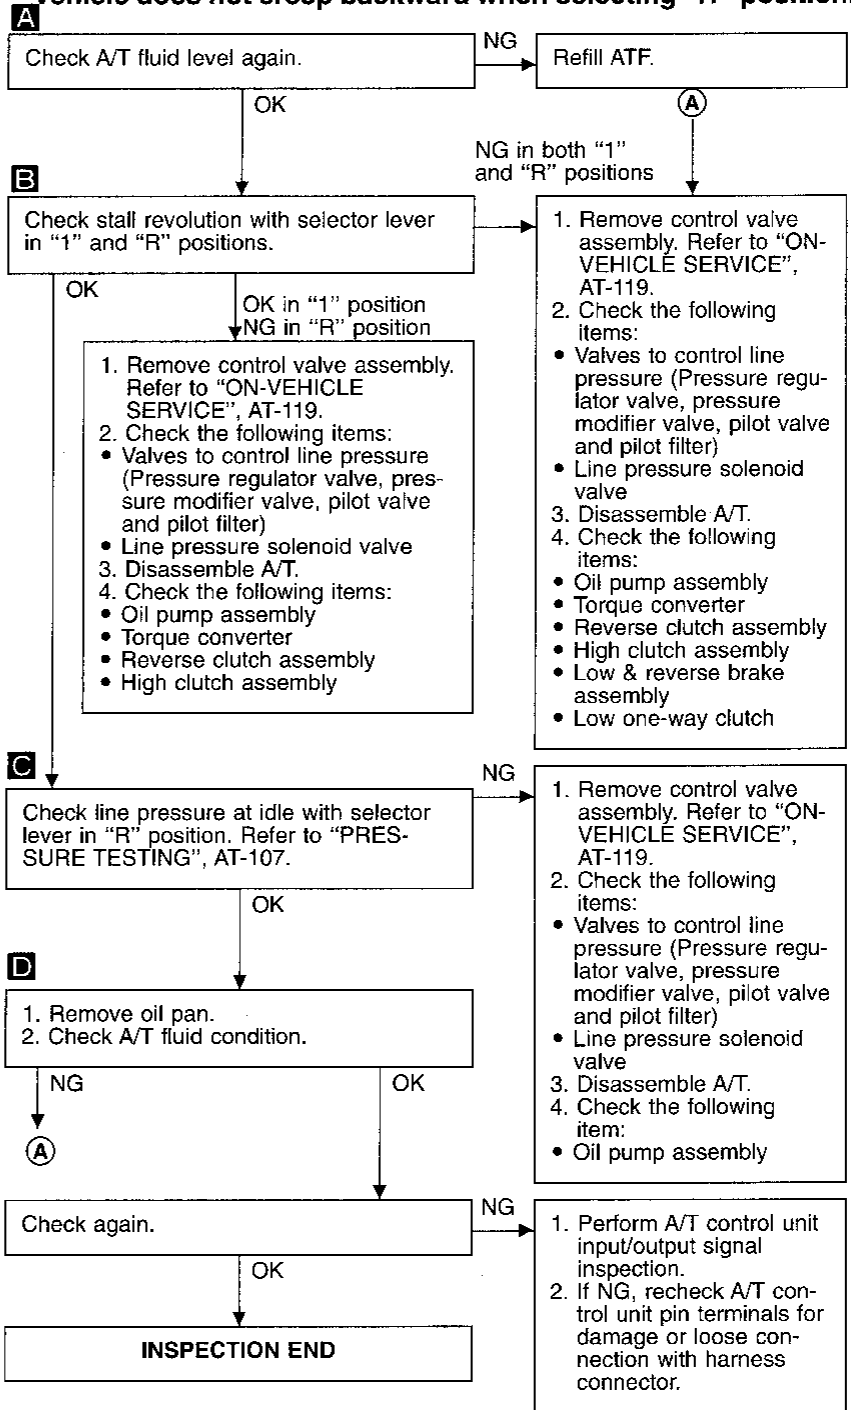 Vehicle does not creep backward when selecting "R" position.
A
Check A/T fluid level again.
NG
Refill ATF.
OK
A
NG in both "1"
and "R" positions
B
Check stall revolution with selector lever
in "1" and "R" positions.
OK
OK in "1" position
NG in "R" position
1. Remove control valve assembly.
Refer to "ON-VEHICLE
SERVICE", AT-119.
2. Check the following items:
• Valves to control line pressure
(Pressure regulator valve, pres-
sure modifier valve, pilot valve
and pilot filter)
• Line pressure solenoid valve
3. Disassemble A/T.
4. Check the following items:
• Oil pump assembly
• Torque converter
• Reverse clutch assembly
• High clutch assembly
1. Remove control valve
assembly. Refer to "ON-
VEHICLE SERVICE",
AT-119.
2. Check the following
items:
• Valves to control line
pressure (Pressure regu-
lator valve, pressure
modifier valve, pilot valve
and pilot filter)
• Line pressure solenoid
valve
3. Disassemble A/T.
4. Check the following
items:
• Oil pump assembly
• Torque converter
• Reverse clutch assembly
• High clutch assembly
• Low & reverse brake
assembly
• Low one-way clutch
C
Check line pressure at idle with selector
lever in "R" position. Refer to "PRES-
SURE TESTING", AT-107.
NG
1. Remove control valve
assembly. Refer to "ON-
VEHICLE SERVICE",
AT-119.
2. Check the following
items:
• Valves to control line
pressure (Pressure regu-
lator valve, pressure
modifier valve, pilot valve
and pilot filter)
• Line pressure solenoid
valve
3. Disassemble A/T.
4. Check the following
item:
• Oil pump assembly
OK
D
1. Remove oil pan.
2. Check A/T fluid condition.
NG
OK
A
Check again.
NG
1. Perform A/T control unit
input/output signal
inspection.
2. If NG, recheck A/T con-
trol unit pin terminals for
damage or loose con-
nection with harness
connector.
OK
INSPECTION END